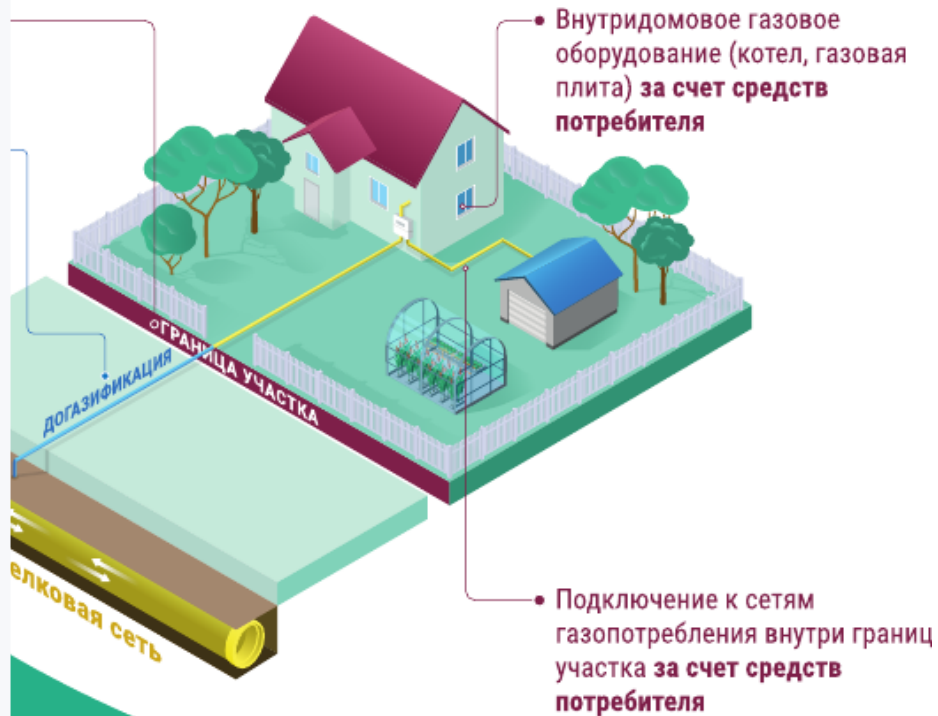 Внутридомовое газовое
оборудование (котел, газовая
плита) за счет средств
потребителя
ГРАНИЦА УЧАСТКА
ДОГАЗИФИКАЦИЯ
елковая сеть
Подключение к сетям
газопотребления внутри границ
участка за счет средств
потребителя